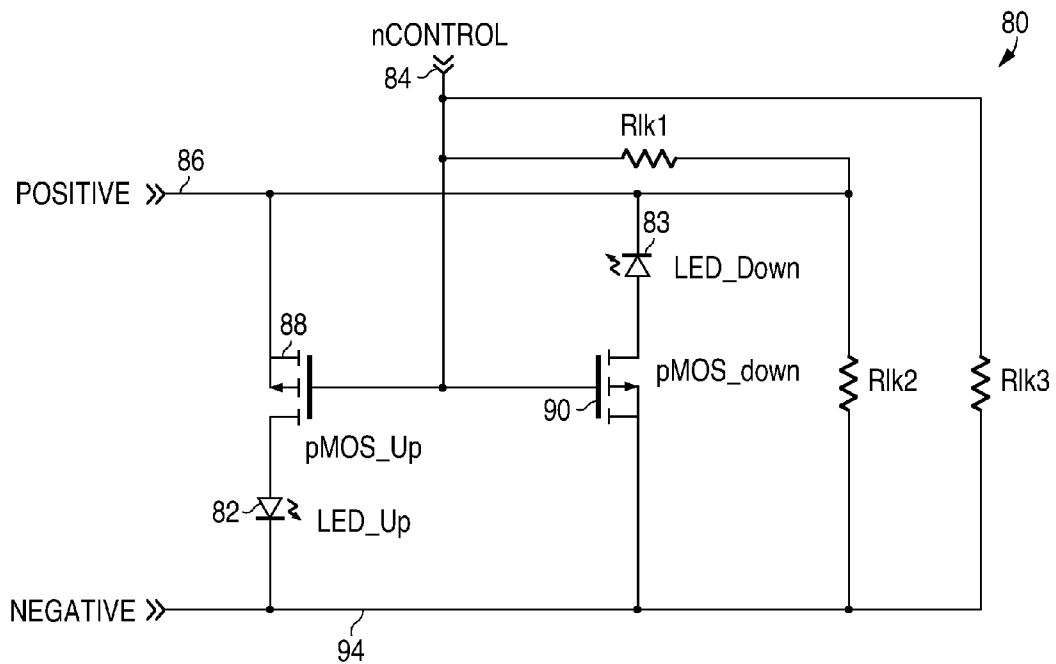 80
nCONTROL
84
Rlk1
86
POSITIVE
83
LED_Down
88
pMOS_down
90
Rlk2
Rlk3
pMOS_Up
82
LED_Up
NEGATIVE
94